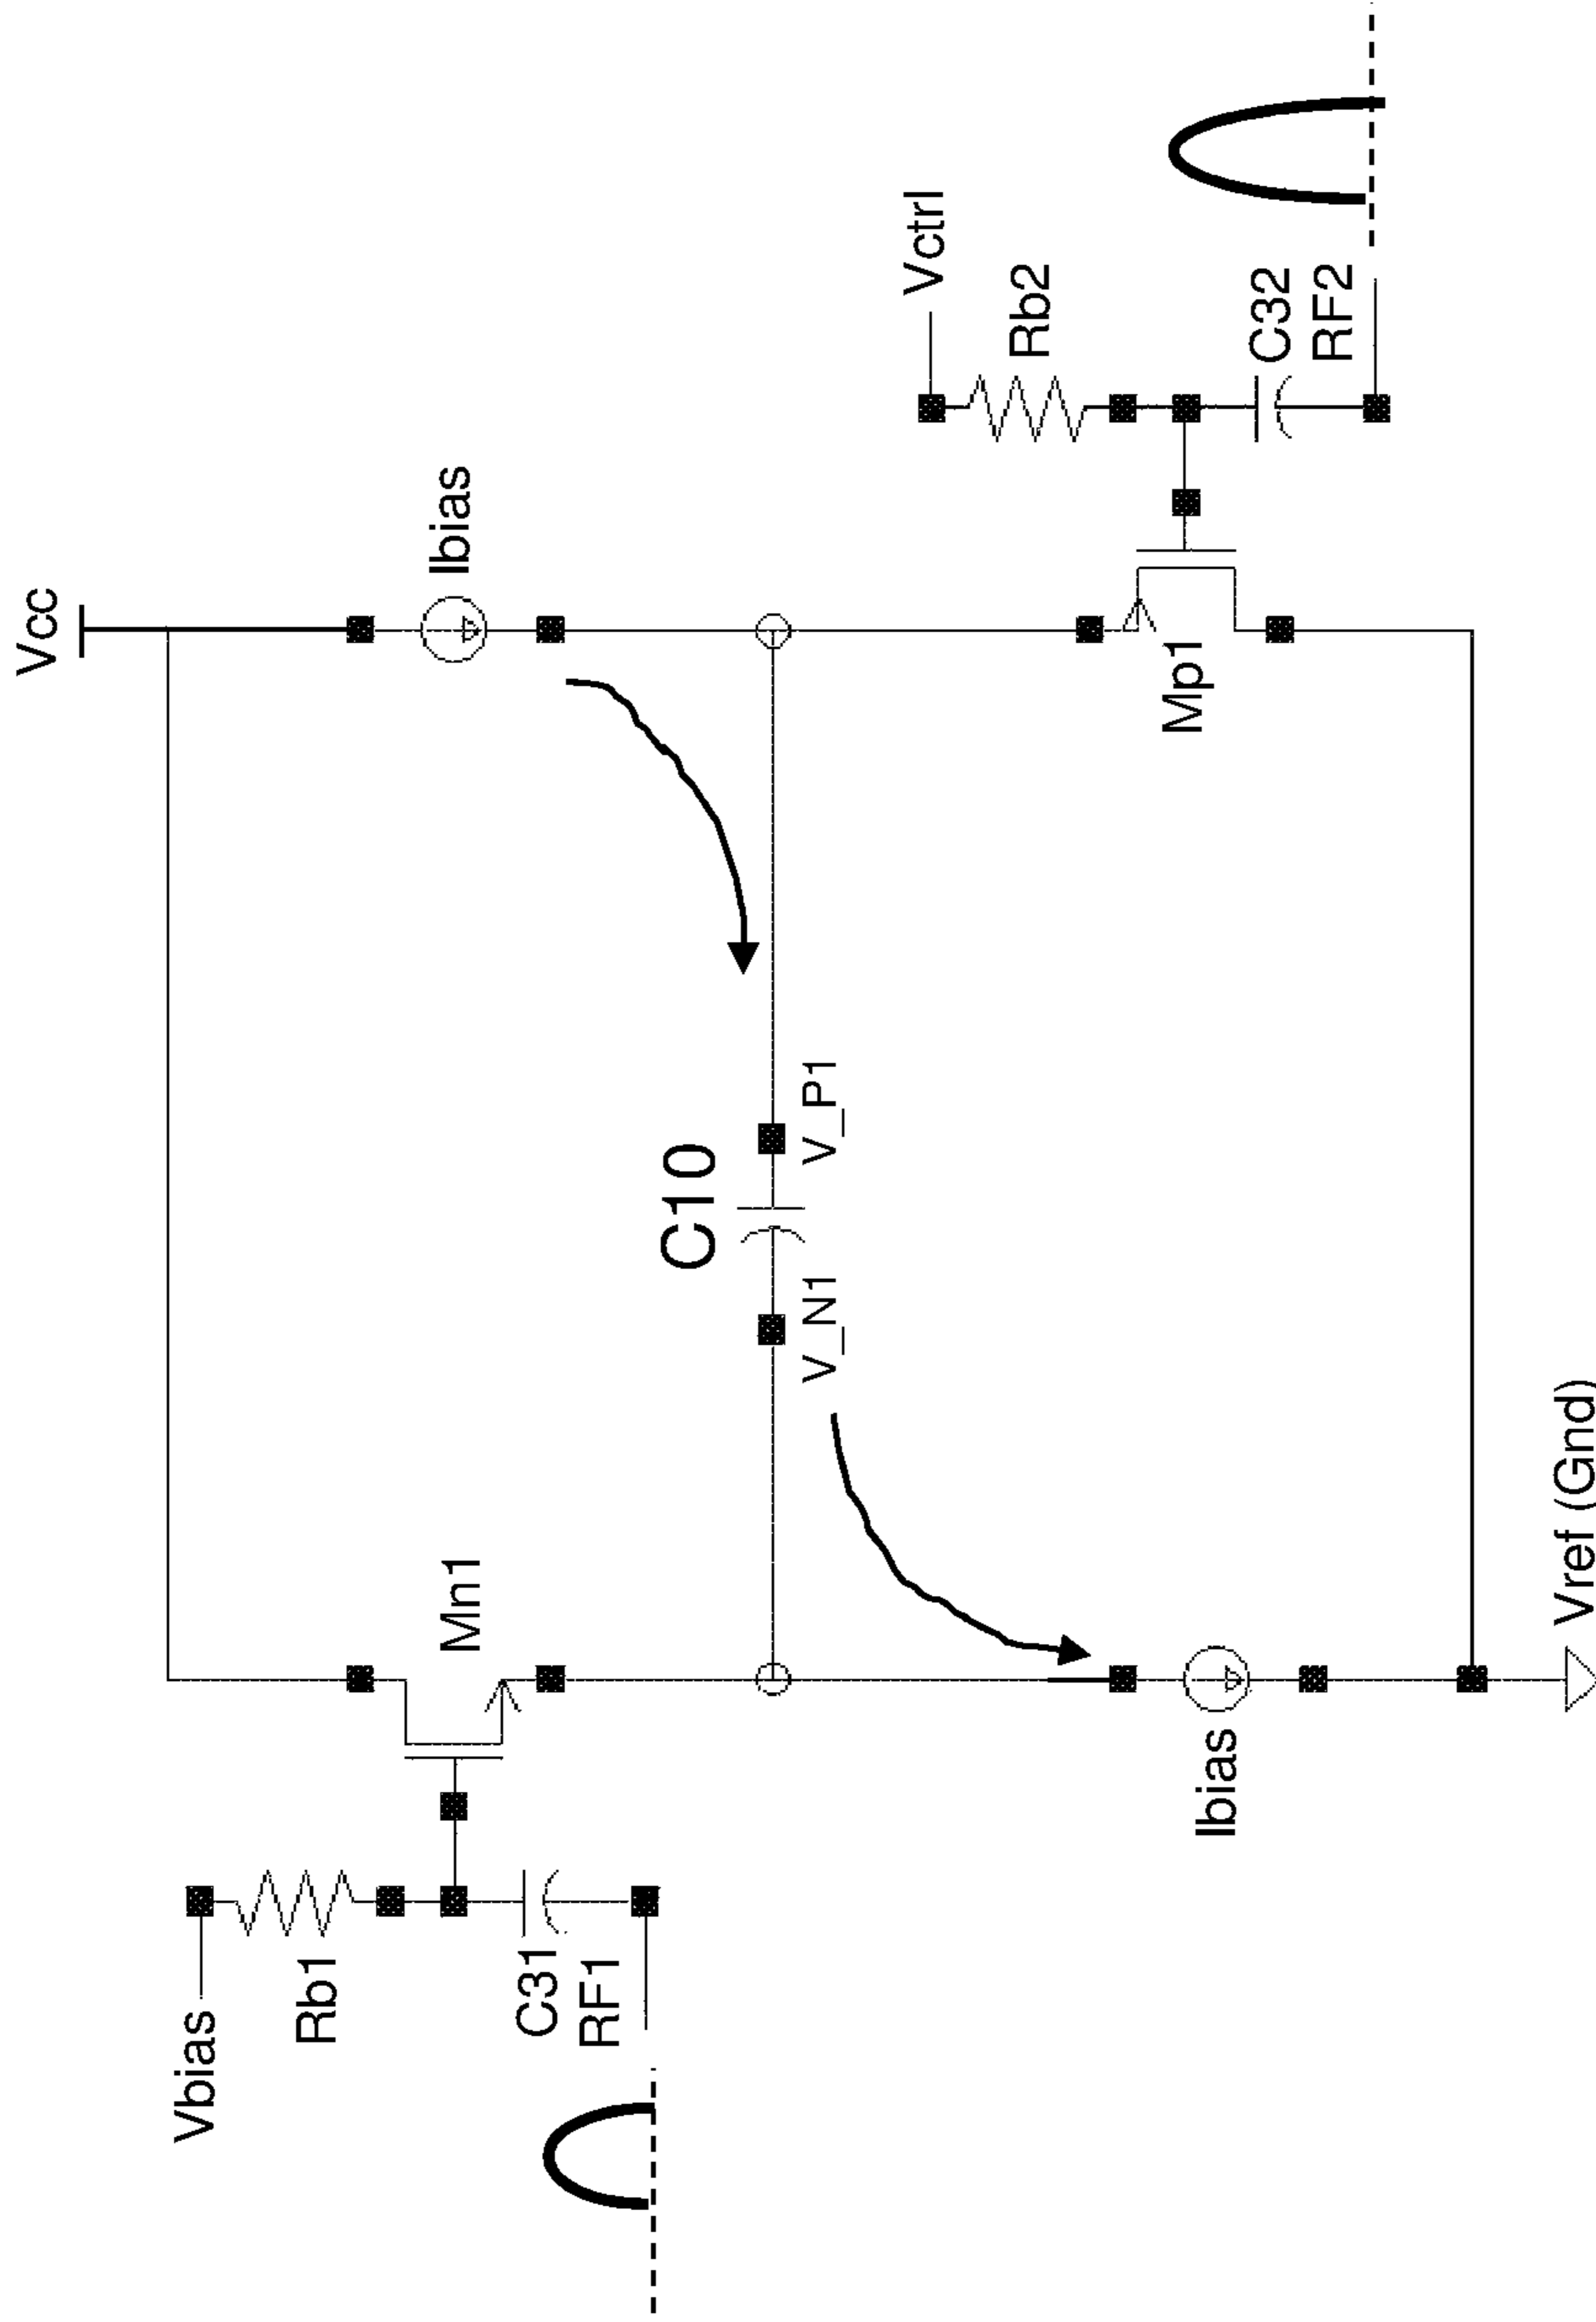 Vcc
Ibias
Vctrl
Rb2
C32
RF2
Mp1
C10
V_P1
V_N1
Mn1
Vbias
Rb1
C31
RF1
Ibias
Vref (Gnd)